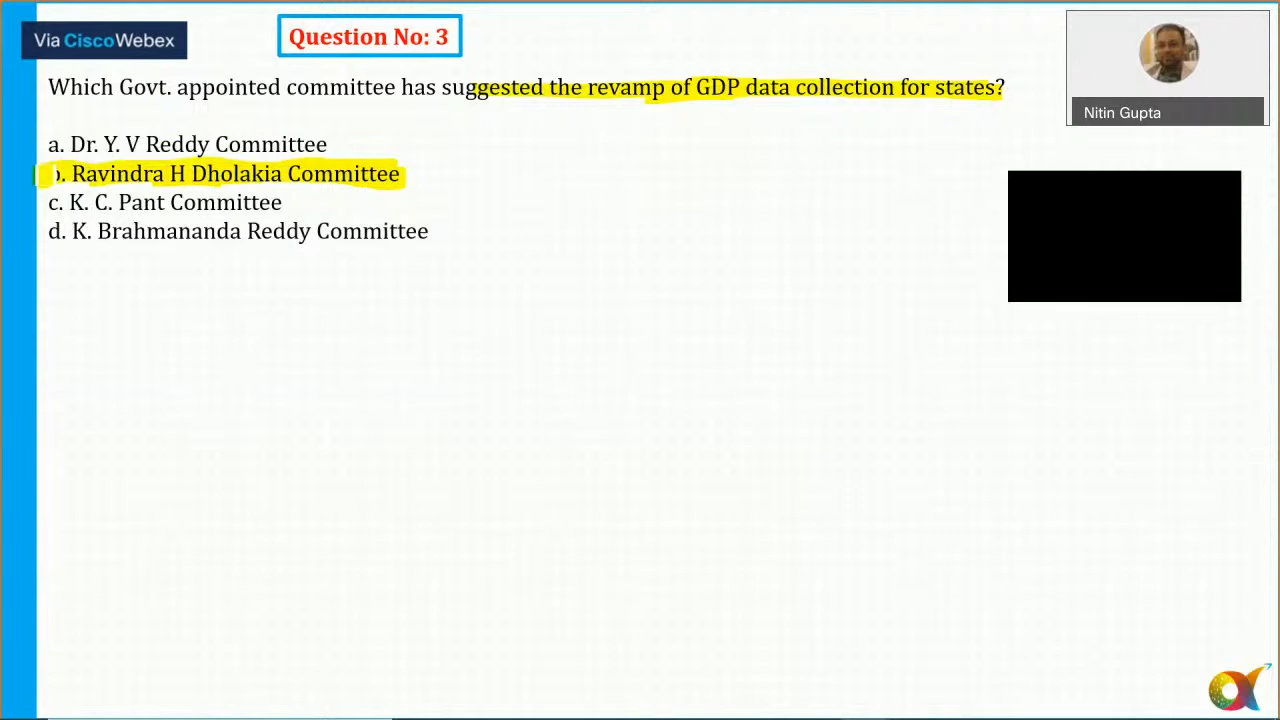 Via CiscoWebex
Question No: 3
Which Govt. appointed committee has suggested the revamp of GDP data collection for states?
a. Dr. Y. V Reddy Committee
b. Ravindra H Dholakia Committee
c. K. C. Pant Committee
d. K. Brahmananda Reddy Committee
Nitin Gupta